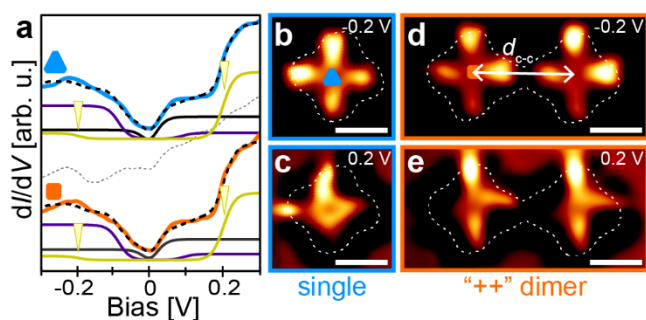 a
dI/dV [arb. u.]
-0.2
0
0.2
Bias [V]
b
-0.2 V
c
0.2 V
single
d
-0.2 V
dc-c
e
0.2 V
"++" dimer